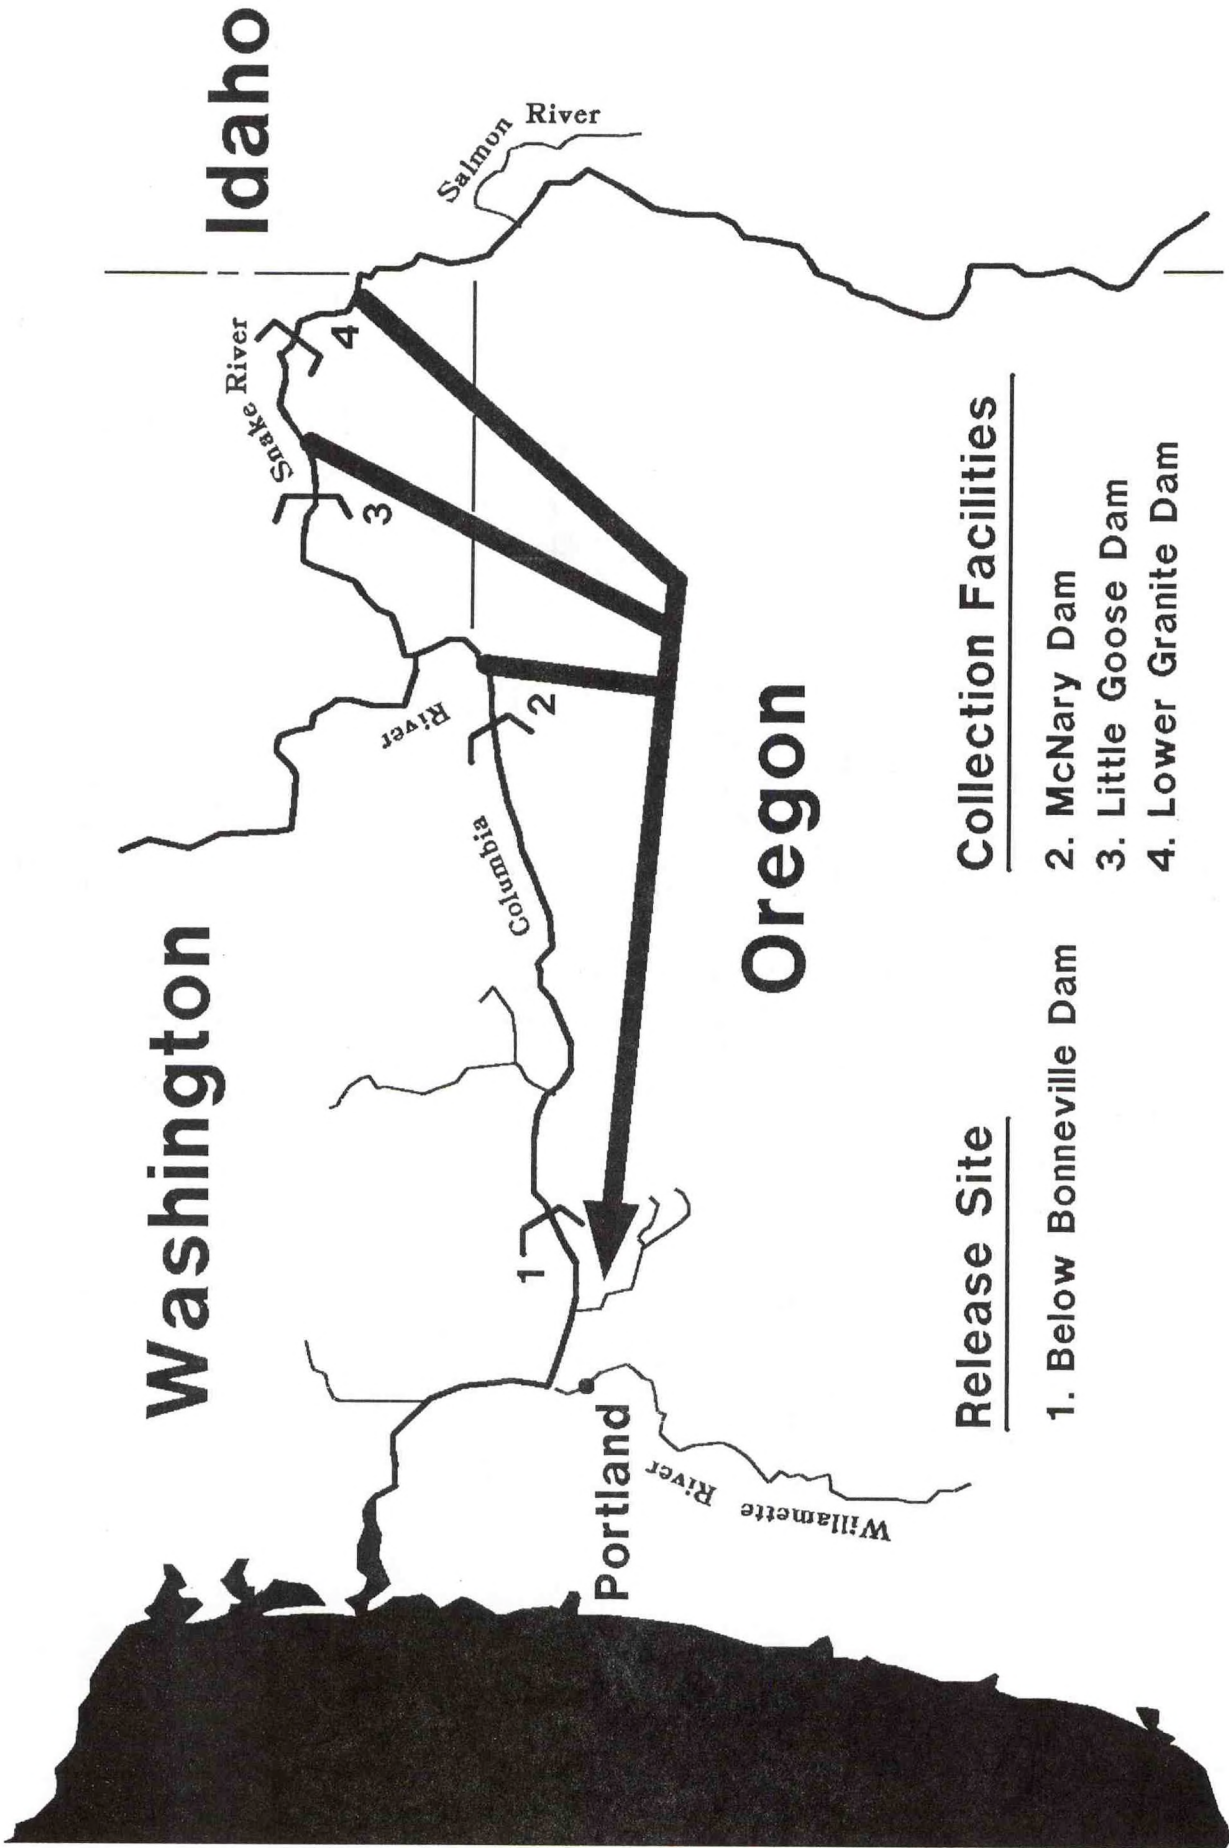 Washington
Idaho
Snake River
4
3
Salmon River
Columbia
River
2
1
Portland
Willamette River
Oregon
Release Site
1. Below Bonneville Dam
Collection Facilities
2. McNary Dam
3. Little Goose Dam
4. Lower Granite Dam